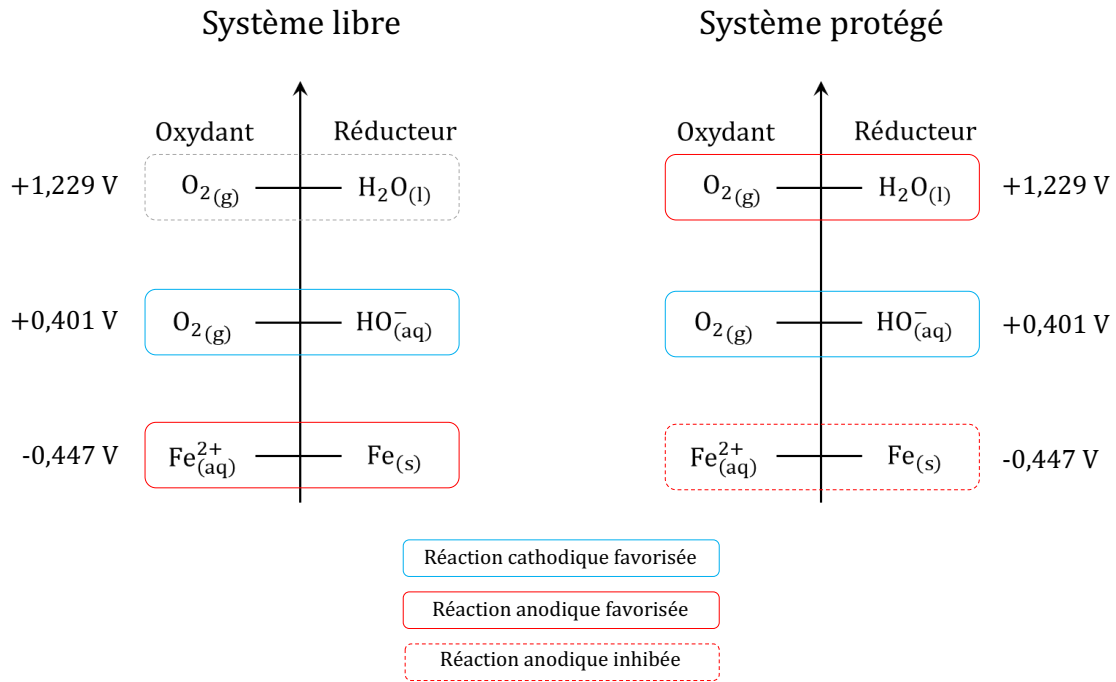 Système libre
Système protégé
Oxydant Réducteur
+1,229 V O₂(g) H₂O(l)
+0,401 V O₂(g) HO⁻(aq)
-0,447 V Fe²⁺(aq) Fe(s)
Oxydant Réducteur
O₂(g) H₂O(l) +1,229 V
O₂(g) HO⁻(aq) +0,401 V
Fe²⁺(aq) Fe(s) -0,447 V
Réaction cathodique favorisée
Réaction anodique favorisée
Réaction anodique inhibée